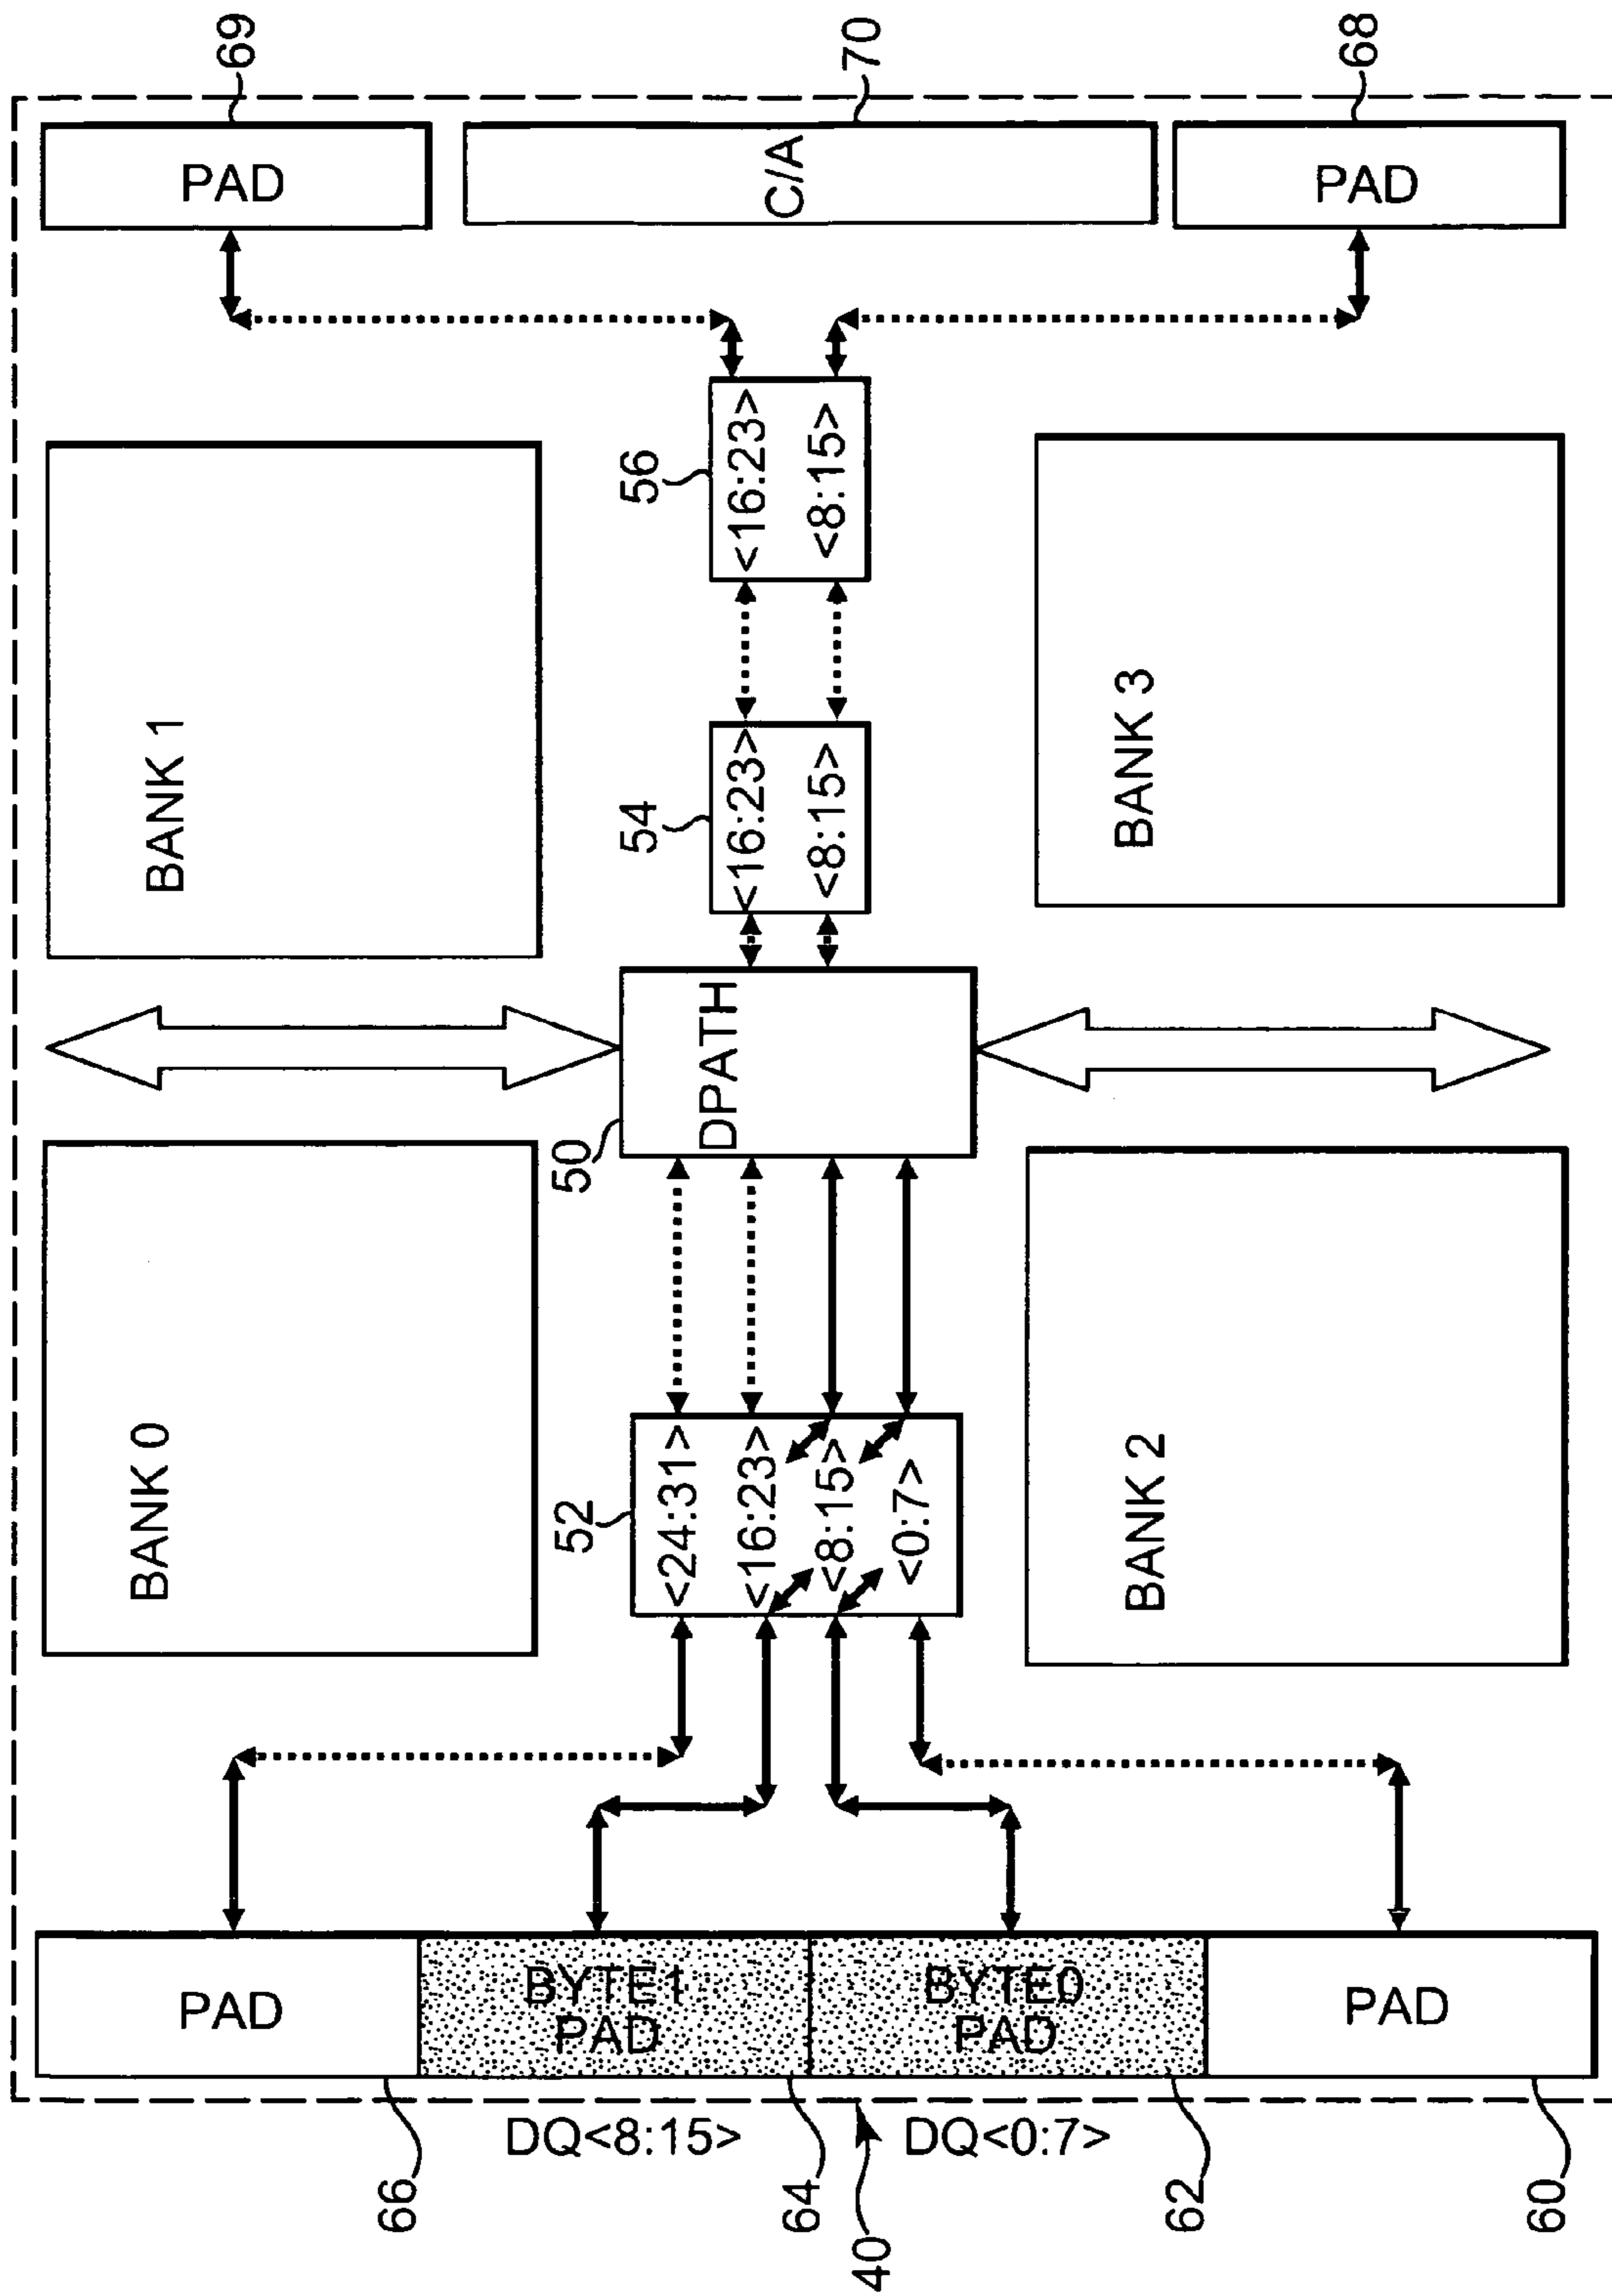 69
70
68
PAD
C/A
PAD
BANK 1
56
<16:23>
<8:15>
54
<16:23>
<8:15>
BANK 3
50
DPATH
BANK 0
52
<24:31>
<16:23>
<8:15>
<0:7>
BANK 2
PAD
BYTE1
PAD
BYTE0
PAD
PAD
66
DQ<8:15>
64
40
DQ<0:7>
62
60